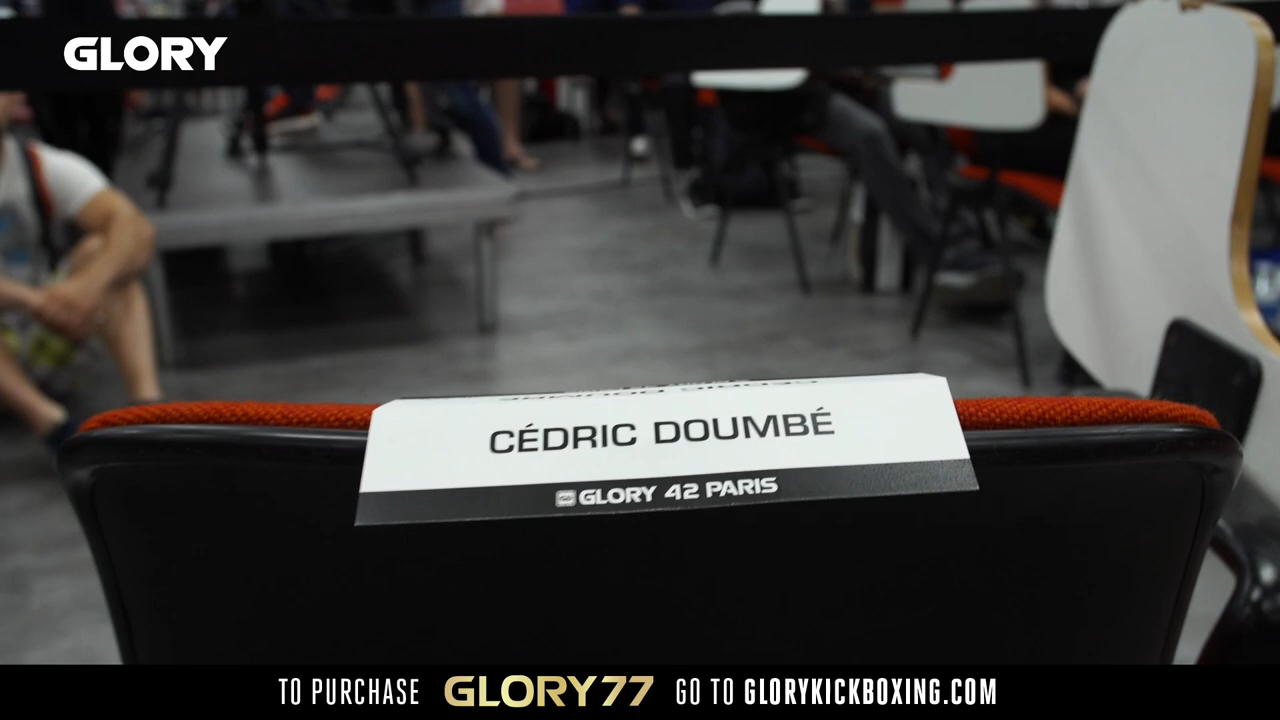 GLORY
CÉDRIC DOUMBÉ
GLORY 42 PARIS
TO PURCHASE GLORY77 GO TO GLORYKICKBOXING.COM